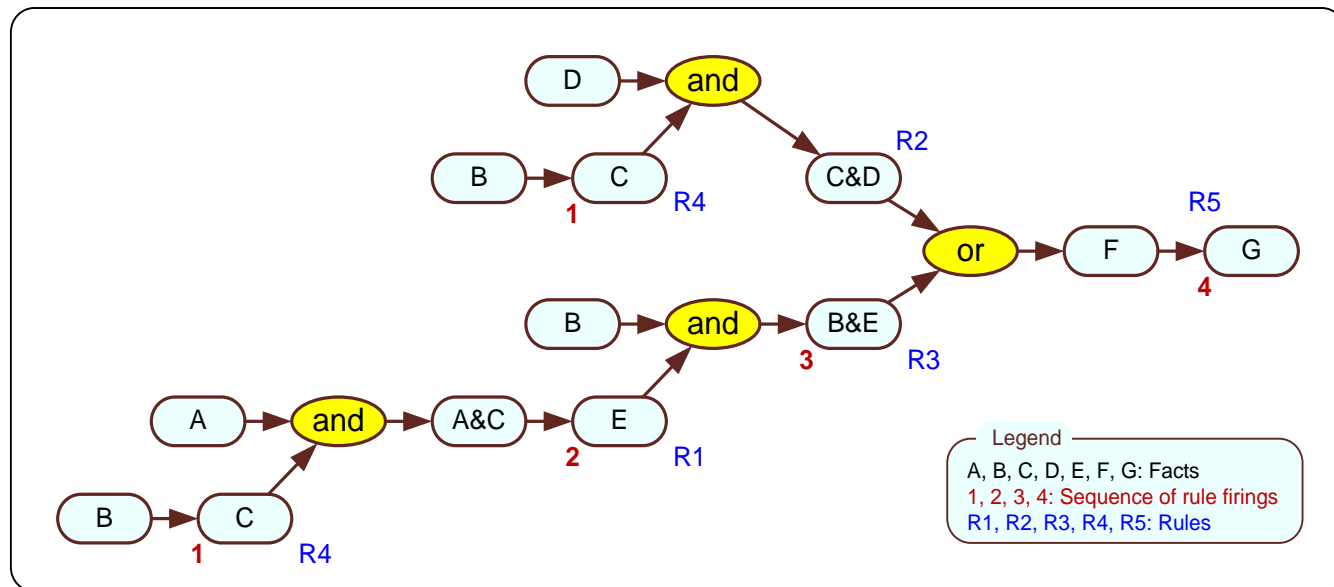 D
and
R2
B
C
C&D
1
R4
R5
or
F
G
4
B
and
B&E
3
R3
A
and
A&C
E
2
R1
B
C
1
R4
Legend
A, B, C, D, E, F, G: Facts
1, 2, 3, 4: Sequence of rule firings
R1, R2, R3, R4, R5: Rules